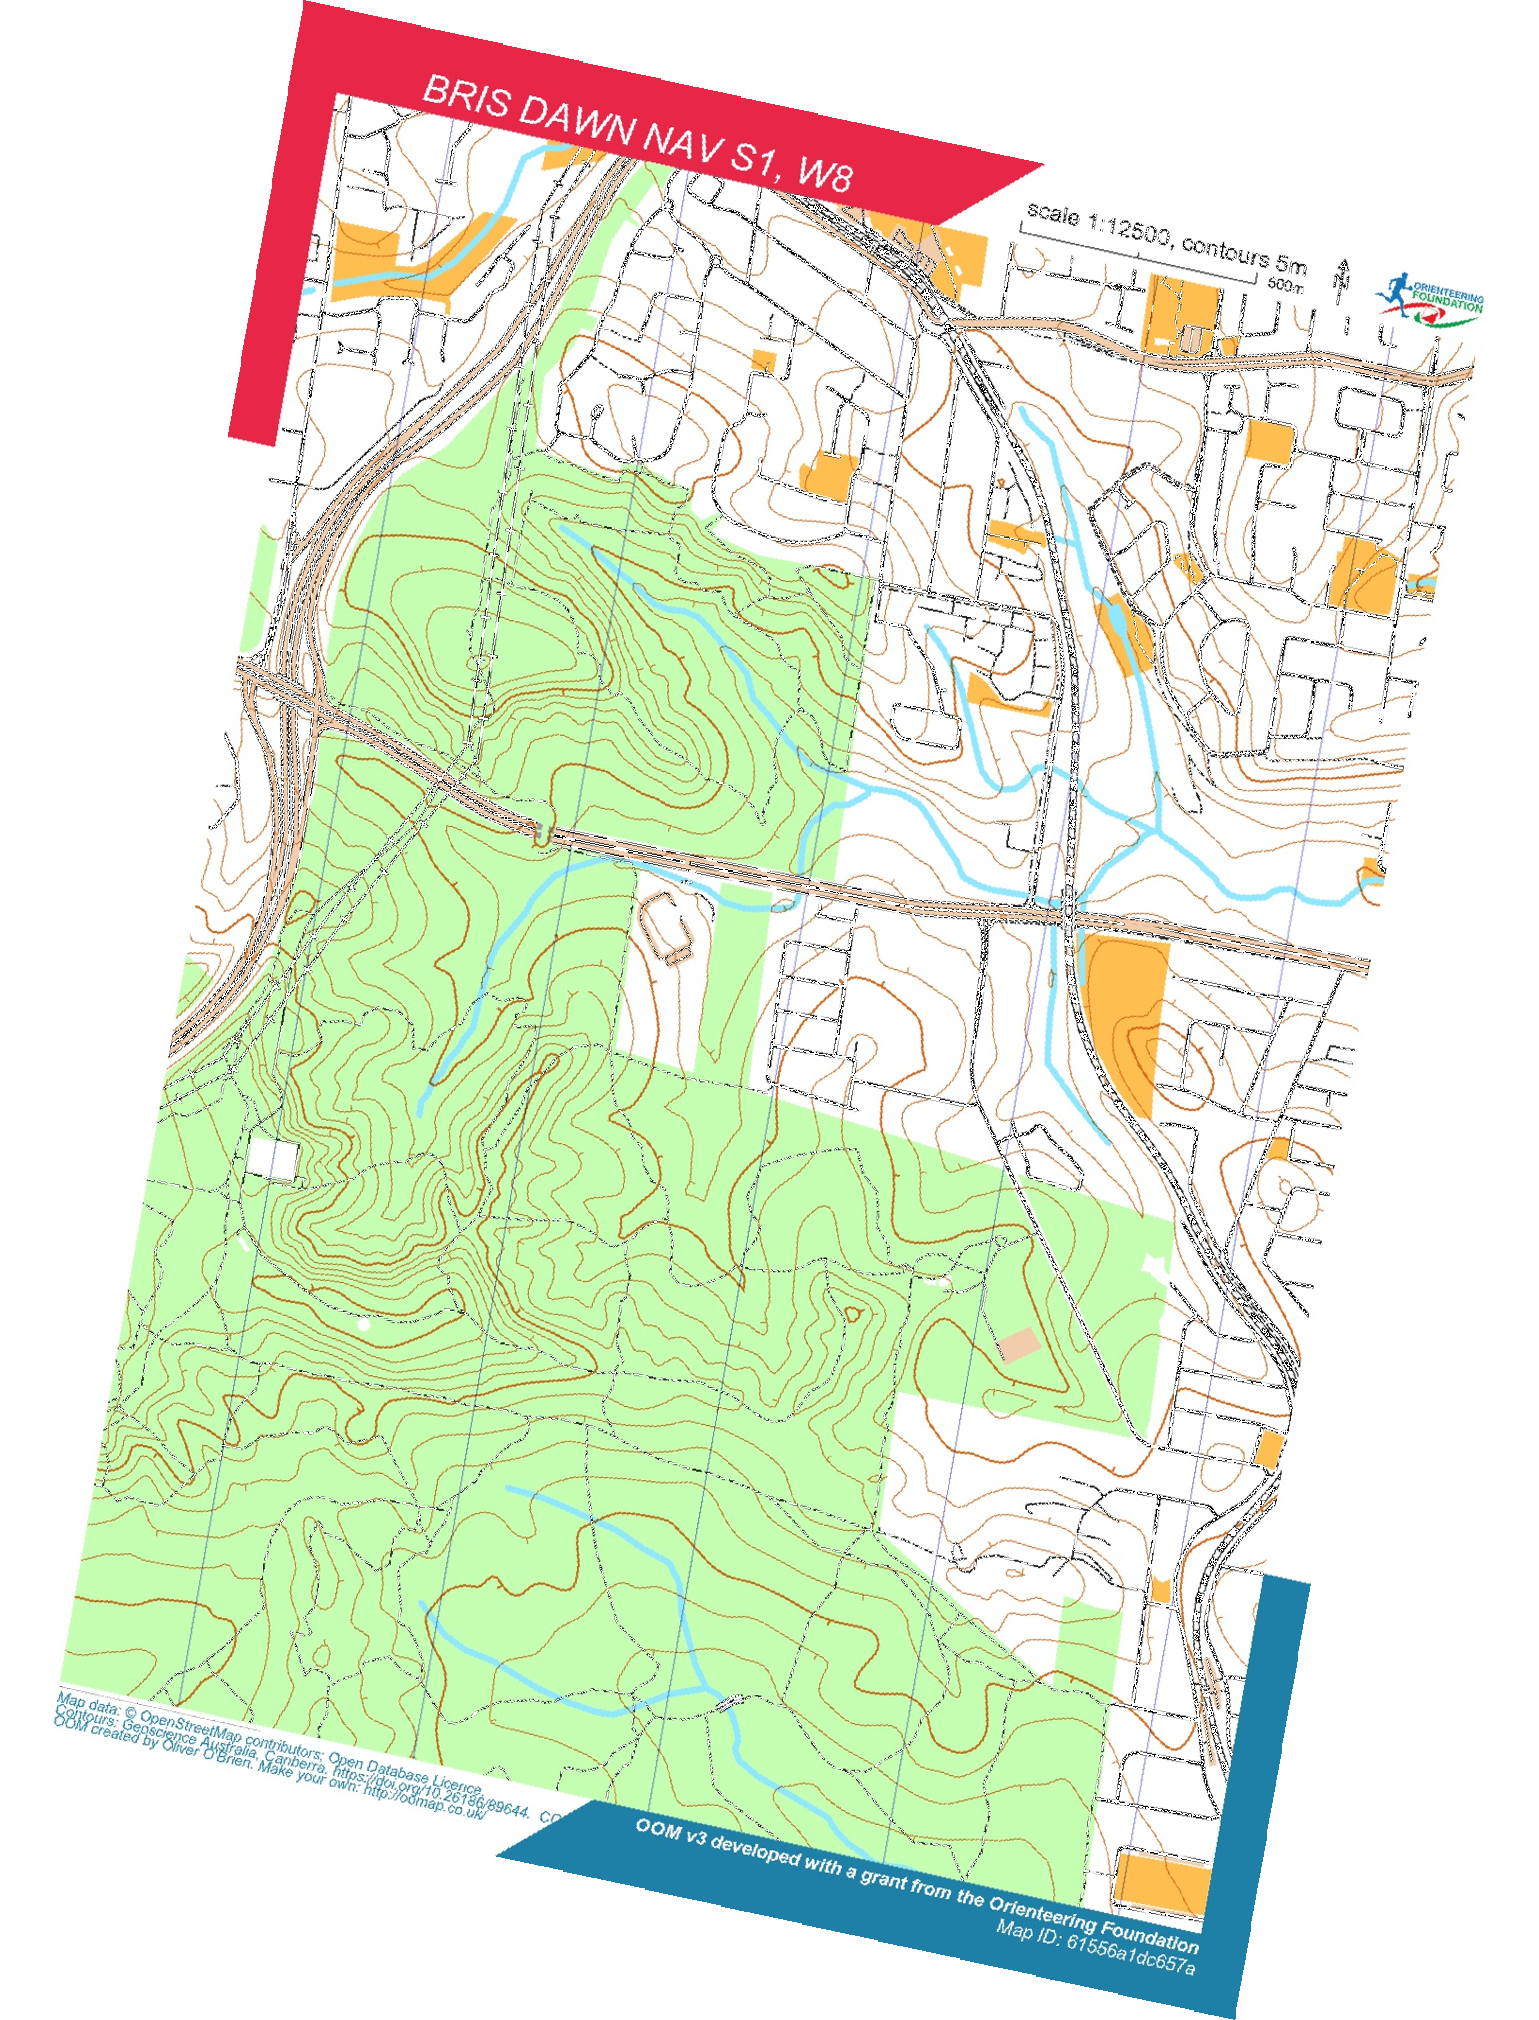 BRIS DAWN NAV S1, W8
scale 1:12500, contours 5m
500m
ORIENTEERING
FOUNDATION
Map data: © OpenStreetMap contributors; Open Database Licence.
Contours: Geoscience Australia, Canberra. https://doi.org/10.26186/89644.
OOM created by Oliver O'Brien. Make your own: http://oomap.co.uk/
OOM v3 developed with a grant from the Orienteering Foundation
Map ID: 61556a1dc657a